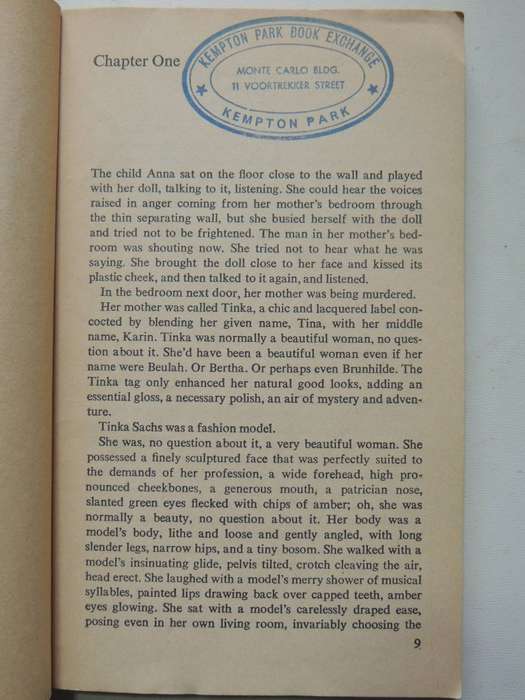 Chapter One
KEMPTON PARK BOOK EXCHANGE
MONTE CARLO BLDG.
11 VOORTREKKER STREET
KEMPTON PARK
The child Anna sat on the floor close to the wall and played
with her doll, talking to it, listening. She could hear the voices
raised in anger coming from her mother's bedroom through
the thin separating wall, but she busied herself with the doll
and tried not to be frightened. The man in her mother's bed-
room was shouting now. She tried not to hear what he was
saying. She brought the doll close to her face and kissed its
plastic cheek, and then talked to it again, and listened.
In the bedroom next door, her mother was being murdered.
Her mother was called Tinka, a chic and lacquered label con-
cocted by blending her given name, Tina, with her middle
name, Karin. Tinka was normally a beautiful woman, no ques-
tion about it. She'd have been a beautiful woman even if her
name were Beulah. Or Bertha. Or perhaps even Brunhilde. The
Tinka tag only enhanced her natural good looks, adding an
essential gloss, a necessary polish, an air of mystery and adven-
ture.
Tinka Sachs was a fashion model.
She was, no question about it, a very beautiful woman. She
possessed a finely sculptured face that was perfectly suited to
the demands of her profession, a wide forehead, high pro-
nounced cheekbones, a generous mouth, a patrician nose,
slanted green eyes flecked with chips of amber; oh, she was
normally a beauty, no question about it. Her body was a
model's body, lithe and loose and gently angled, with long
slender legs, narrow hips, and a tiny bosom. She walked with a
model's insinuating glide, pelvis tilted, crotch cleaving the air,
head erect. She laughed with a model's merry shower of musical
syllables, painted lips drawing back over capped teeth, amber
eyes glowing. She sat with a model's carelessly draped ease,
posing even in her own living room, invariably choosing the
9